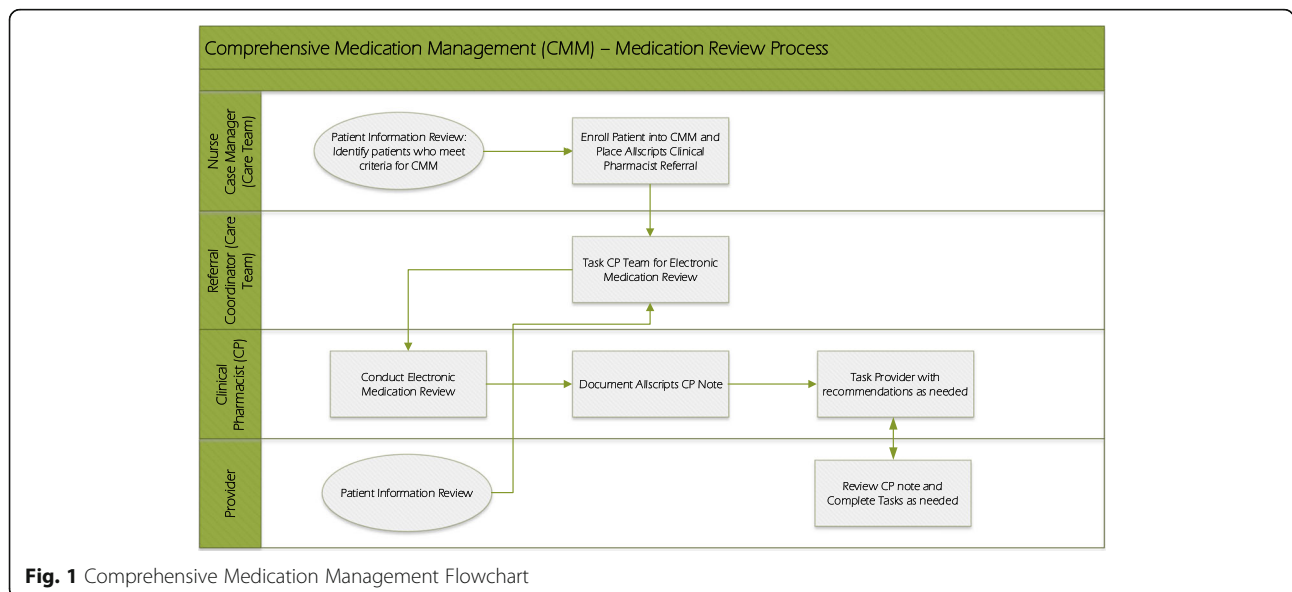 Comprehensive Medication Management (CMM) – Medication Review Process
Nurse
Case Manager
(Care Team)
Patient Information Review:
Identify patients who meet
criteria for CMM
Enroll Patient into CMM and
Place Allscripts Clinical
Pharmacist Referral
Referral
Coordinator (Care
Team)
Task CP Team for Electronic
Medication Review
Clinical
Pharmacist (CP)
Conduct Electronic
Medication Review
Document Allscripts CP Note
Task Provider with
recommendations as needed
Provider
Patient Information Review
Review CP note and
Complete Tasks as needed
Fig. 1 Comprehensive Medication Management Flowchart